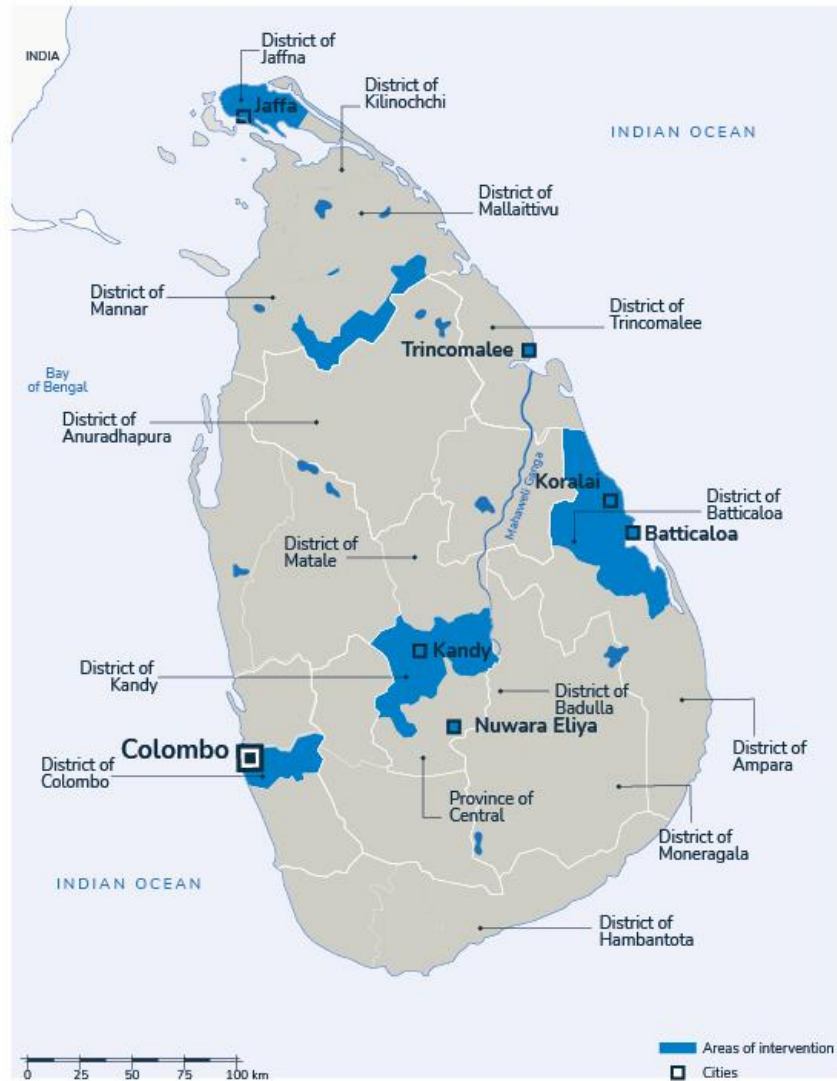 District of
Jaffna
INDIA
Jaffa
District of
Kilinochchi
INDIAN OCEAN
District of
Mallaittivu
District of
Mannar
District of
Trincomalee
Trincomalee
Bay
of Bengal
District of
Anuradhapura
Mahaweli Ganga
Koralai
District of
Batticaloa
Batticaloa
District of
Matale
Kandy
District of
Kandy
District of
Badulla
Nuwara Eliya
Colombo
District of
Colombo
District of
Ampara
Province of
Central
District of
Moneragala
INDIAN OCEAN
District of
Hambantota
Areas of intervention
0 25 50 75 100 km
Cities